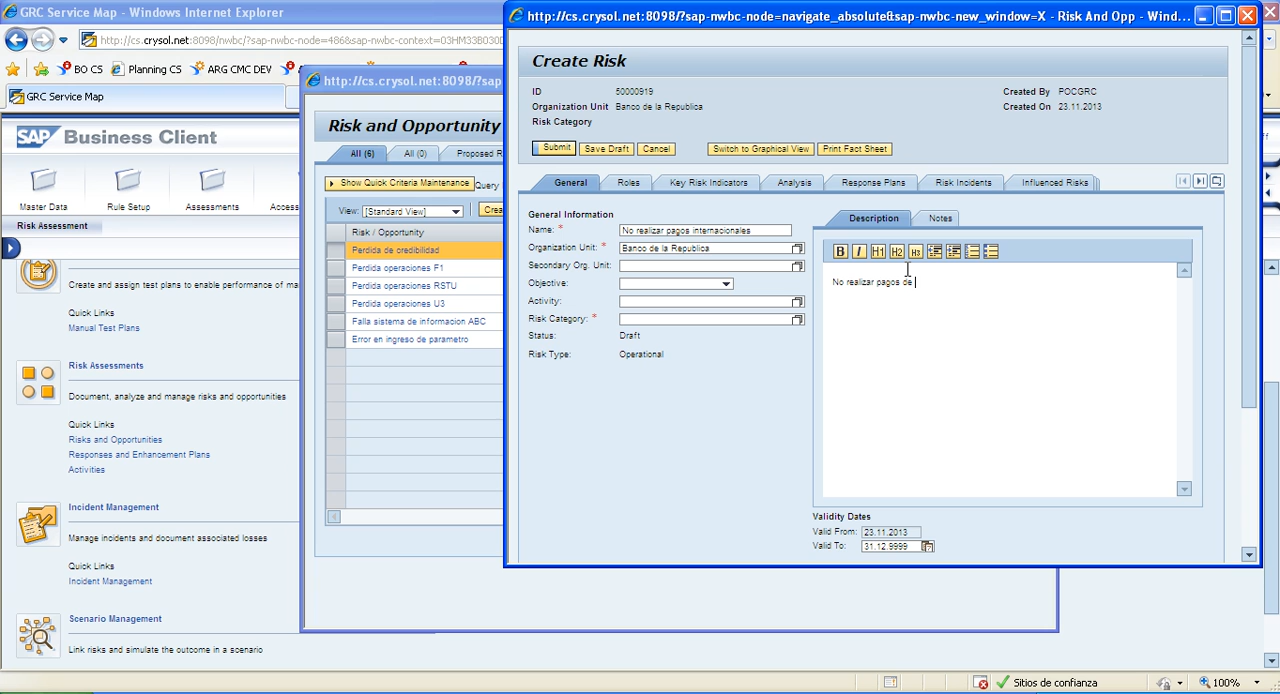 GRC Service Map - Windows Internet Explorer
http://cs.crysol.net:8098/nwbc/?sap-nwbc-node=486&sap-nwbc-context=03HM33B030D
BO CS
Planning CS
ARG CMC DEV
GRC Service Map
SAP Business Client
Master Data
Rule Setup
Assessments
Access
Risk Assessment
Create and assign test plans to enable performance of ma
Quick Links
Manual Test Plans
Risk Assessments
Document, analyze and manage risks and opportunities
Quick Links
Risks and Opportunities
Responses and Enhancement Plans
Activities
Incident Management
Manage incidents and document associated losses
Quick Links
Incident Management
Scenario Management
Link risks and simulate the outcome in a scenario
http://cs.crysol.net:8098/?sap
Risk and Opportunity
All (6)
All (0)
Proposed R
Show Quick Criteria Maintenance
Query
View:
[Standard View]
Crea
Risk / Opportunity
Perdida de credibilidad
Perdida operaciones F1
Perdida operaciones RSTU
Perdida operaciones U3
Falla sistema de informacion ABC
Error en ingreso de parametro
http://cs.crysol.net:8098/?sap-nwbc-node=navigate_absolute&sap-nwbc-new_window=X - Risk And Opp - Wind...
Create Risk
ID 50000919
Organization Unit Banco de la Republica
Risk Category
Created By POCGRC
Created On 23.11.2013
Submit
Save Draft
Cancel
Switch to Graphical View
Print Fact Sheet
General
Roles
Key Risk Indicators
Analysis
Response Plans
Risk Incidents
Influenced Risks
General Information
Name: * No realizar pagos internacionales
Organization Unit: * Banco de la Republica
Secondary Org. Unit:
Objective:
Activity:
Risk Category: *
Status: Draft
Risk Type: Operational
Description
Notes
B I H1 H2 H3
No realizar pagos de
Validity Dates
Valid From: 23.11.2013
Valid To: 31.12.9999
Sitios de confianza
100%